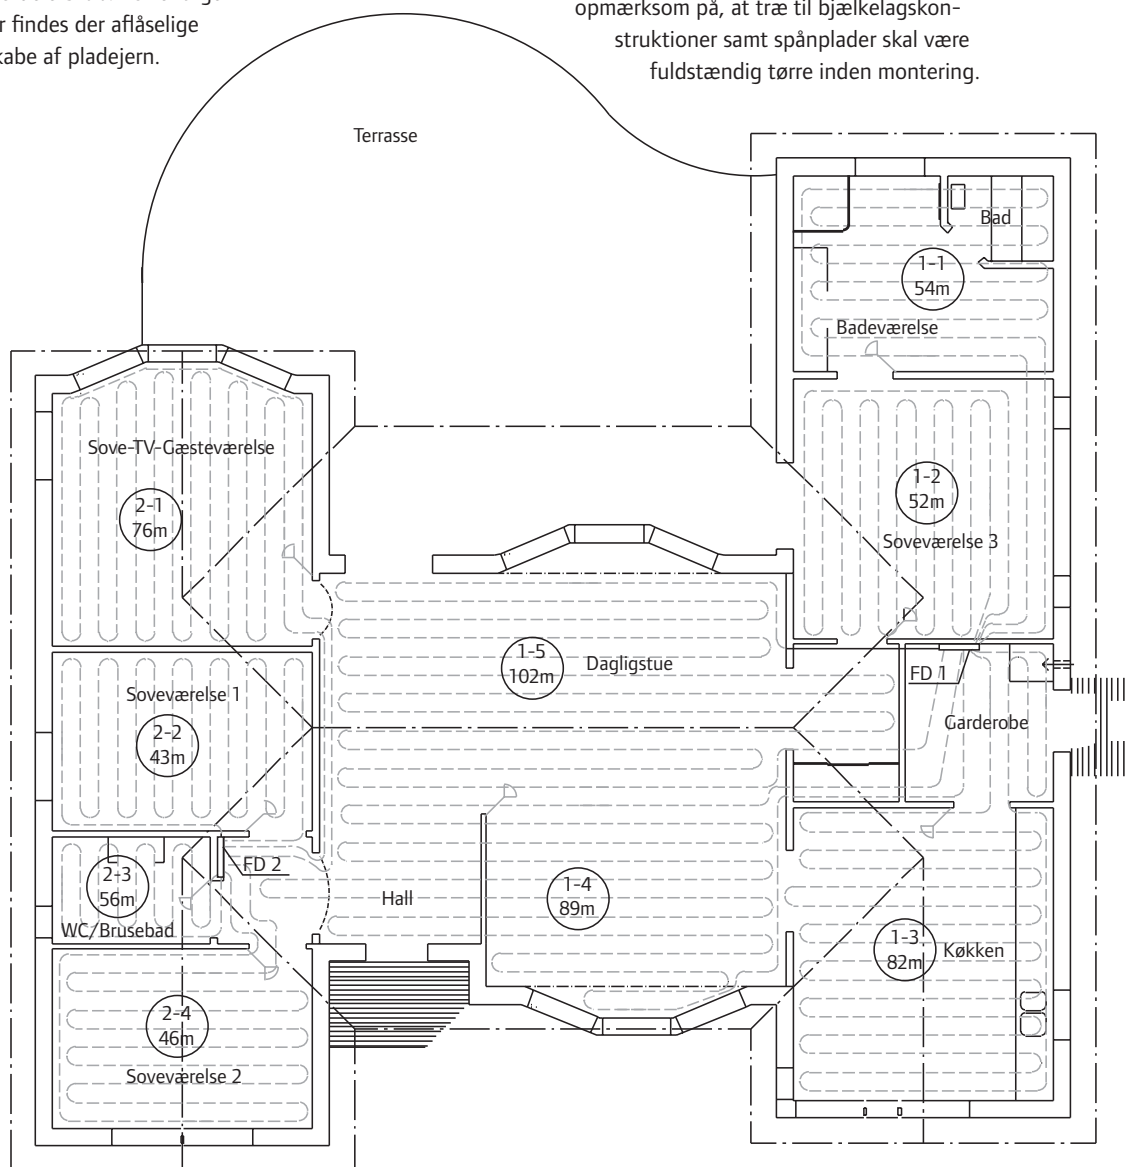 r findes der aflåselige
kabe af pladejern.
opmærksom på, at træ til bjælkelagskon-
struktioner samt spånplader skal være
fuldstændig tørre inden montering.
Terrasse
Bad
1-1
54m
Badeværelse
Sove-TV-Gæsteværelse
2-1
76m
1-2
52m
Soveværelse 3
1-5
102m
Dagligstue
FD 1
Garderobe
Soveværelse 1
2-2
43m
FD 2
2-3
56m
WC/Brusebad
Hall
1-4
89m
1-3
82m
Køkken
2-4
46m
Soveværelse 2